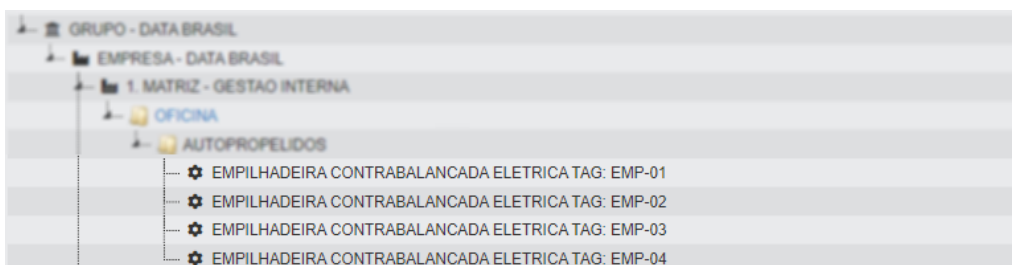 GRUPO - DATA BRASIL
EMPRESA - DATA BRASIL
1. MATRIZ - GESTAO INTERNA
OFICINA
AUTOPROPELIDOS
EMPILHADEIRA CONTRABALANCADA ELETRICA TAG: EMP-01
EMPILHADEIRA CONTRABALANCADA ELETRICA TAG: EMP-02
EMPILHADEIRA CONTRABALANCADA ELETRICA TAG: EMP-03
EMPILHADEIRA CONTRABALANCADA ELETRICA TAG: EMP-04